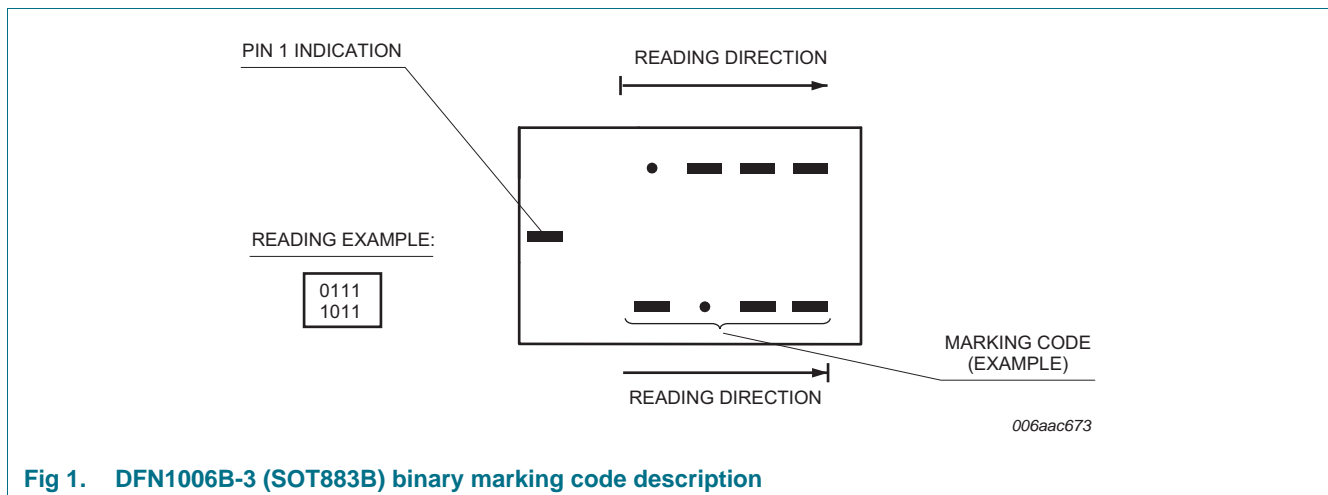 PIN 1 INDICATION
READING DIRECTION
READING EXAMPLE:
0111
1011
MARKING CODE
(EXAMPLE)
READING DIRECTION
006aac673
Fig 1. DFN1006B-3 (SOT883B) binary marking code description